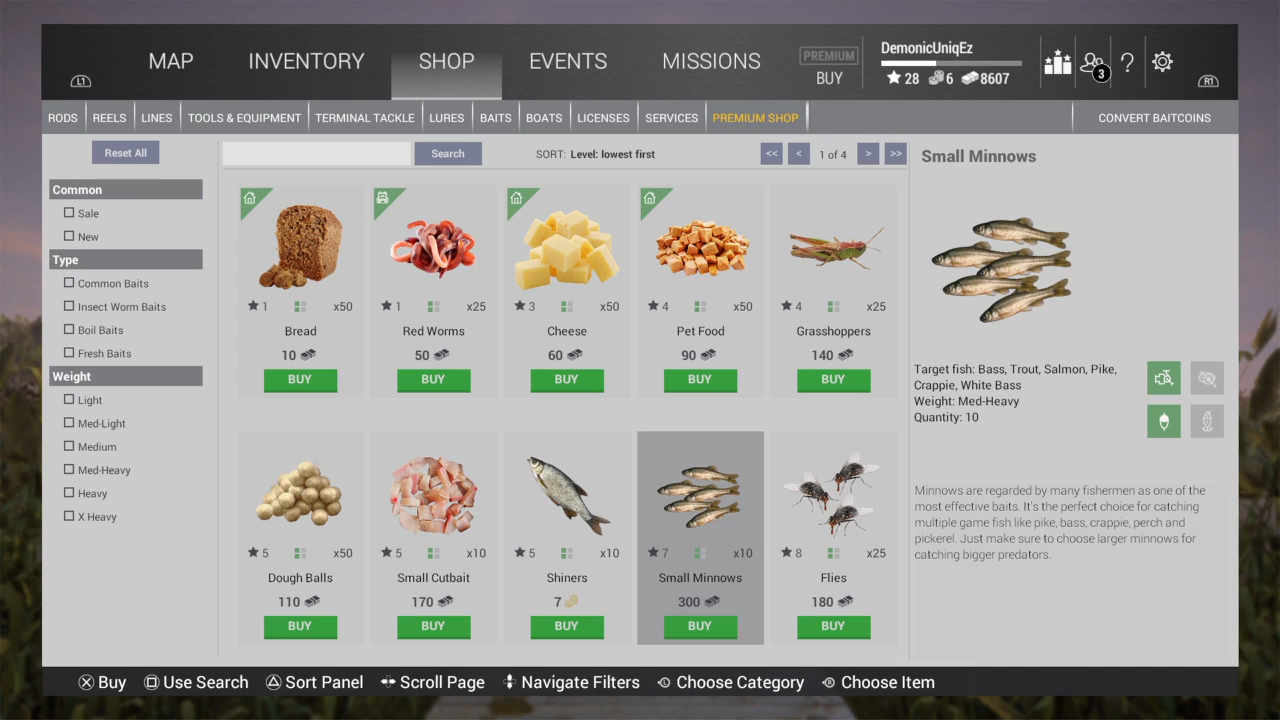 MAP INVENTORY SHOP EVENTS MISSIONS PREMIUM BUY
DemonicUniqEz
28 6 8607
3
L1
R1
RODS REELS LINES TOOLS & EQUIPMENT TERMINAL TACKLE LURES BAITS BOATS LICENSES SERVICES PREMIUM SHOP CONVERT BAITCOINS
Reset All
Search
SORT: Level: lowest first
<< < 1 of 4 > >>
Common
Sale
New
Type
Common Baits
Insect Worm Baits
Boil Baits
Fresh Baits
Weight
Light
Med-Light
Medium
Med-Heavy
Heavy
X Heavy
1 x50
Bread
10
BUY
1 x25
Red Worms
50
BUY
3 x50
Cheese
60
BUY
4 x50
Pet Food
90
BUY
4 x25
Grasshoppers
140
BUY
5 x50
Dough Balls
110
BUY
5 x10
Small Cutbait
170
BUY
5 x10
Shiners
7
BUY
7 x10
Small Minnows
300
BUY
8 x25
Flies
180
BUY
Small Minnows
Target fish: Bass, Trout, Salmon, Pike,
Crappie, White Bass
Weight: Med-Heavy
Quantity: 10
Minnows are regarded by many fishermen as one of the
most effective baits. It's the perfect choice for catching
multiple game fish like pike, bass, crappie, perch and
pickerel. Just make sure to choose larger minnows for
catching bigger predators.
Buy Use Search Sort Panel Scroll Page Navigate Filters Choose Category Choose Item